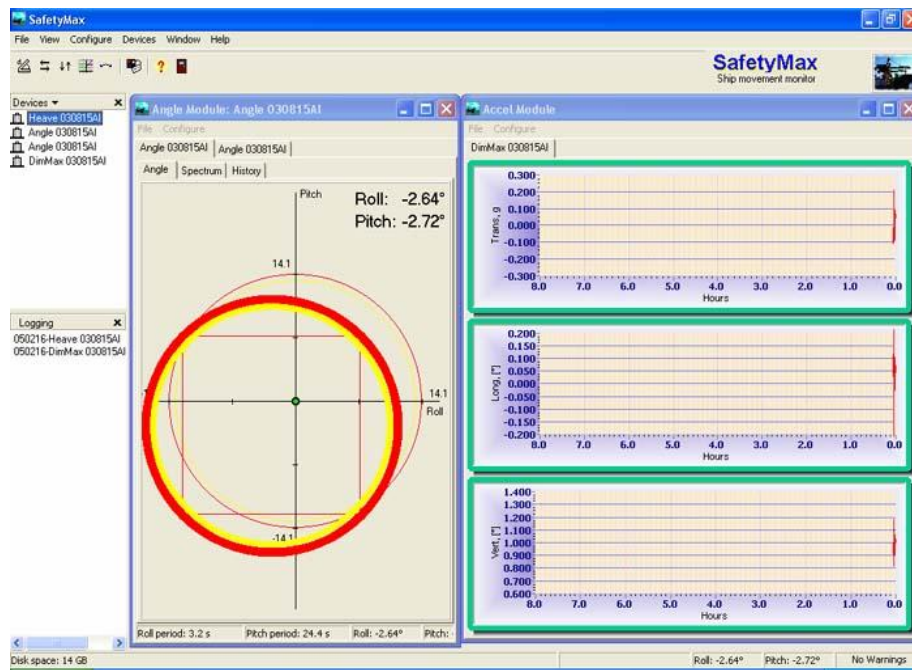 SafetyMax
File View Configure Devices Window Help
SafetyMax
Ship movement monitor
Devices
Heave 030815AI
Angle 030815AI
Angle 030815AI
DimMax 030815AI
Logging
050216-Heave 030815AI
050216-DimMax 030815AI
Angle Module: Angle 030815AI
File Configure
Angle 030815AI Angle 030815AI
Angle Spectrum History
Pitch
Roll: -2.64°
Pitch: -2.72°
14.1
14.1
Roll
-14.1
Roll period: 3.2 s Pitch period: 24.4 s Roll: -2.64° Pitch:
Accel Module
File Configure
DimMax 030815AI
Trans, g
0.300
0.200
0.100
0.000
-0.100
-0.200
-0.300
8.0 7.0 6.0 5.0 4.0 3.0 2.0 1.0 0.0
Hours
Long, [°]
0.200
0.150
0.100
0.050
0.000
-0.050
-0.100
-0.150
-0.200
8.0 7.0 6.0 5.0 4.0 3.0 2.0 1.0 0.0
Hours
Vert, [°]
1.400
1.300
1.200
1.100
1.000
0.900
0.800
0.700
0.600
8.0 7.0 6.0 5.0 4.0 3.0 2.0 1.0 0.0
Hours
Disk space: 14 GB
Roll: -2.64° Pitch: -2.72° No Warnings